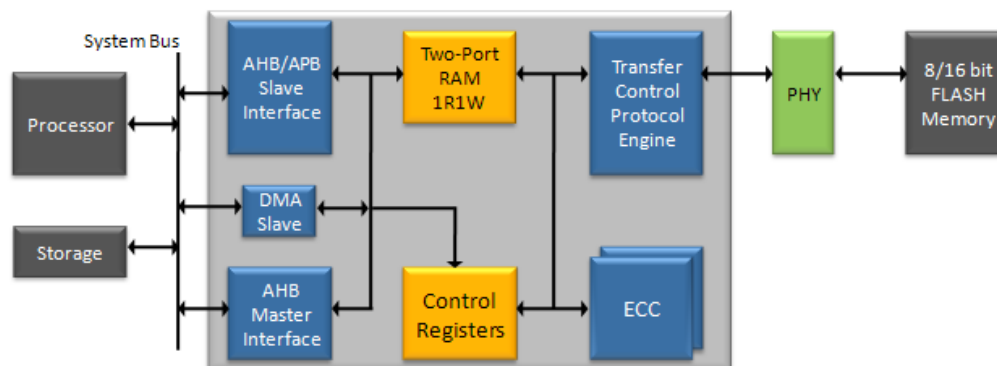 System Bus
Processor
Storage
AHB/APB
Slave
Interface
DMA
Slave
AHB
Master
Interface
Two-Port
RAM
1R1W
Control
Registers
Transfer
Control
Protocol
Engine
ECC
PHY
8/16 bit
FLASH
Memory